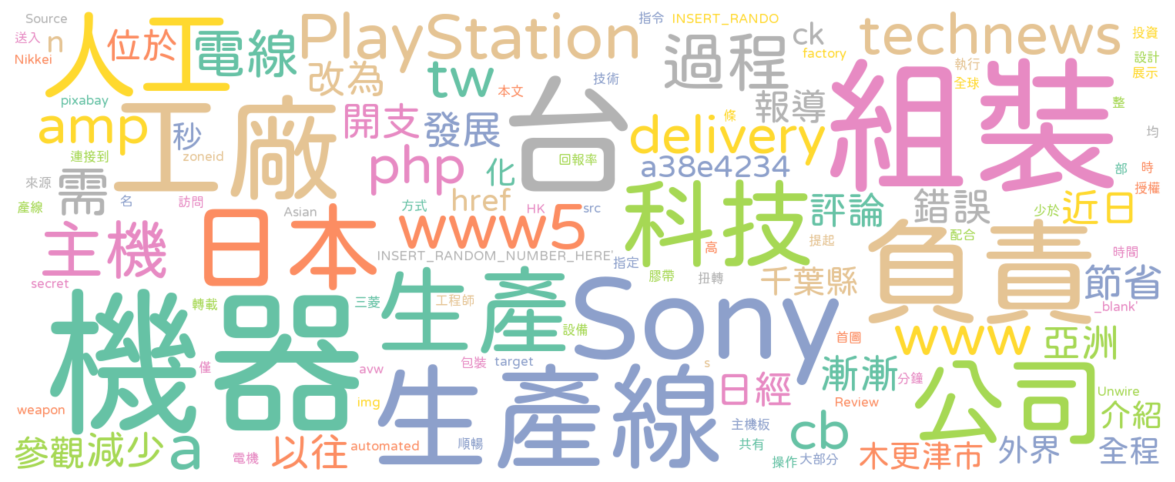 Source
送入
Nikkei
人工
n
位於
電線
PlayStation
改為
tw
本文
技術
指令
INSERT_RANDO
過程
ck
factory
technews
執行
全球
投資
設計
展示
pixabay
amp
工廠
秒
zoneid
開支
發展
台
回報率
條
報導
delivery
組裝
整
均
連接到
來源
需
產線
名
訪問
php
化
href
a38e4234
部
時
授權
主機
日本
Asian
方式
HK
src
www5
科技
評論
錯誤
少於
近日
配合
INSERT_RANDOM_NUMBER_HERE'
指定
高
提起
膠帶
扭轉
千葉縣
負責
時間
節省
secret
轉載
機器
三菱
生產
工程師
設備
Sony
_blank'
首圖
www
亞洲
僅
avw
包裝
target
s
日經
漸漸
分鐘
公司
Unwire
介紹
weapon
img
生產線
主機板
Review
參觀
減少
a
以往
automated
電機
順暢
共有
cb
操作
大部分
木更津市
外界
全程